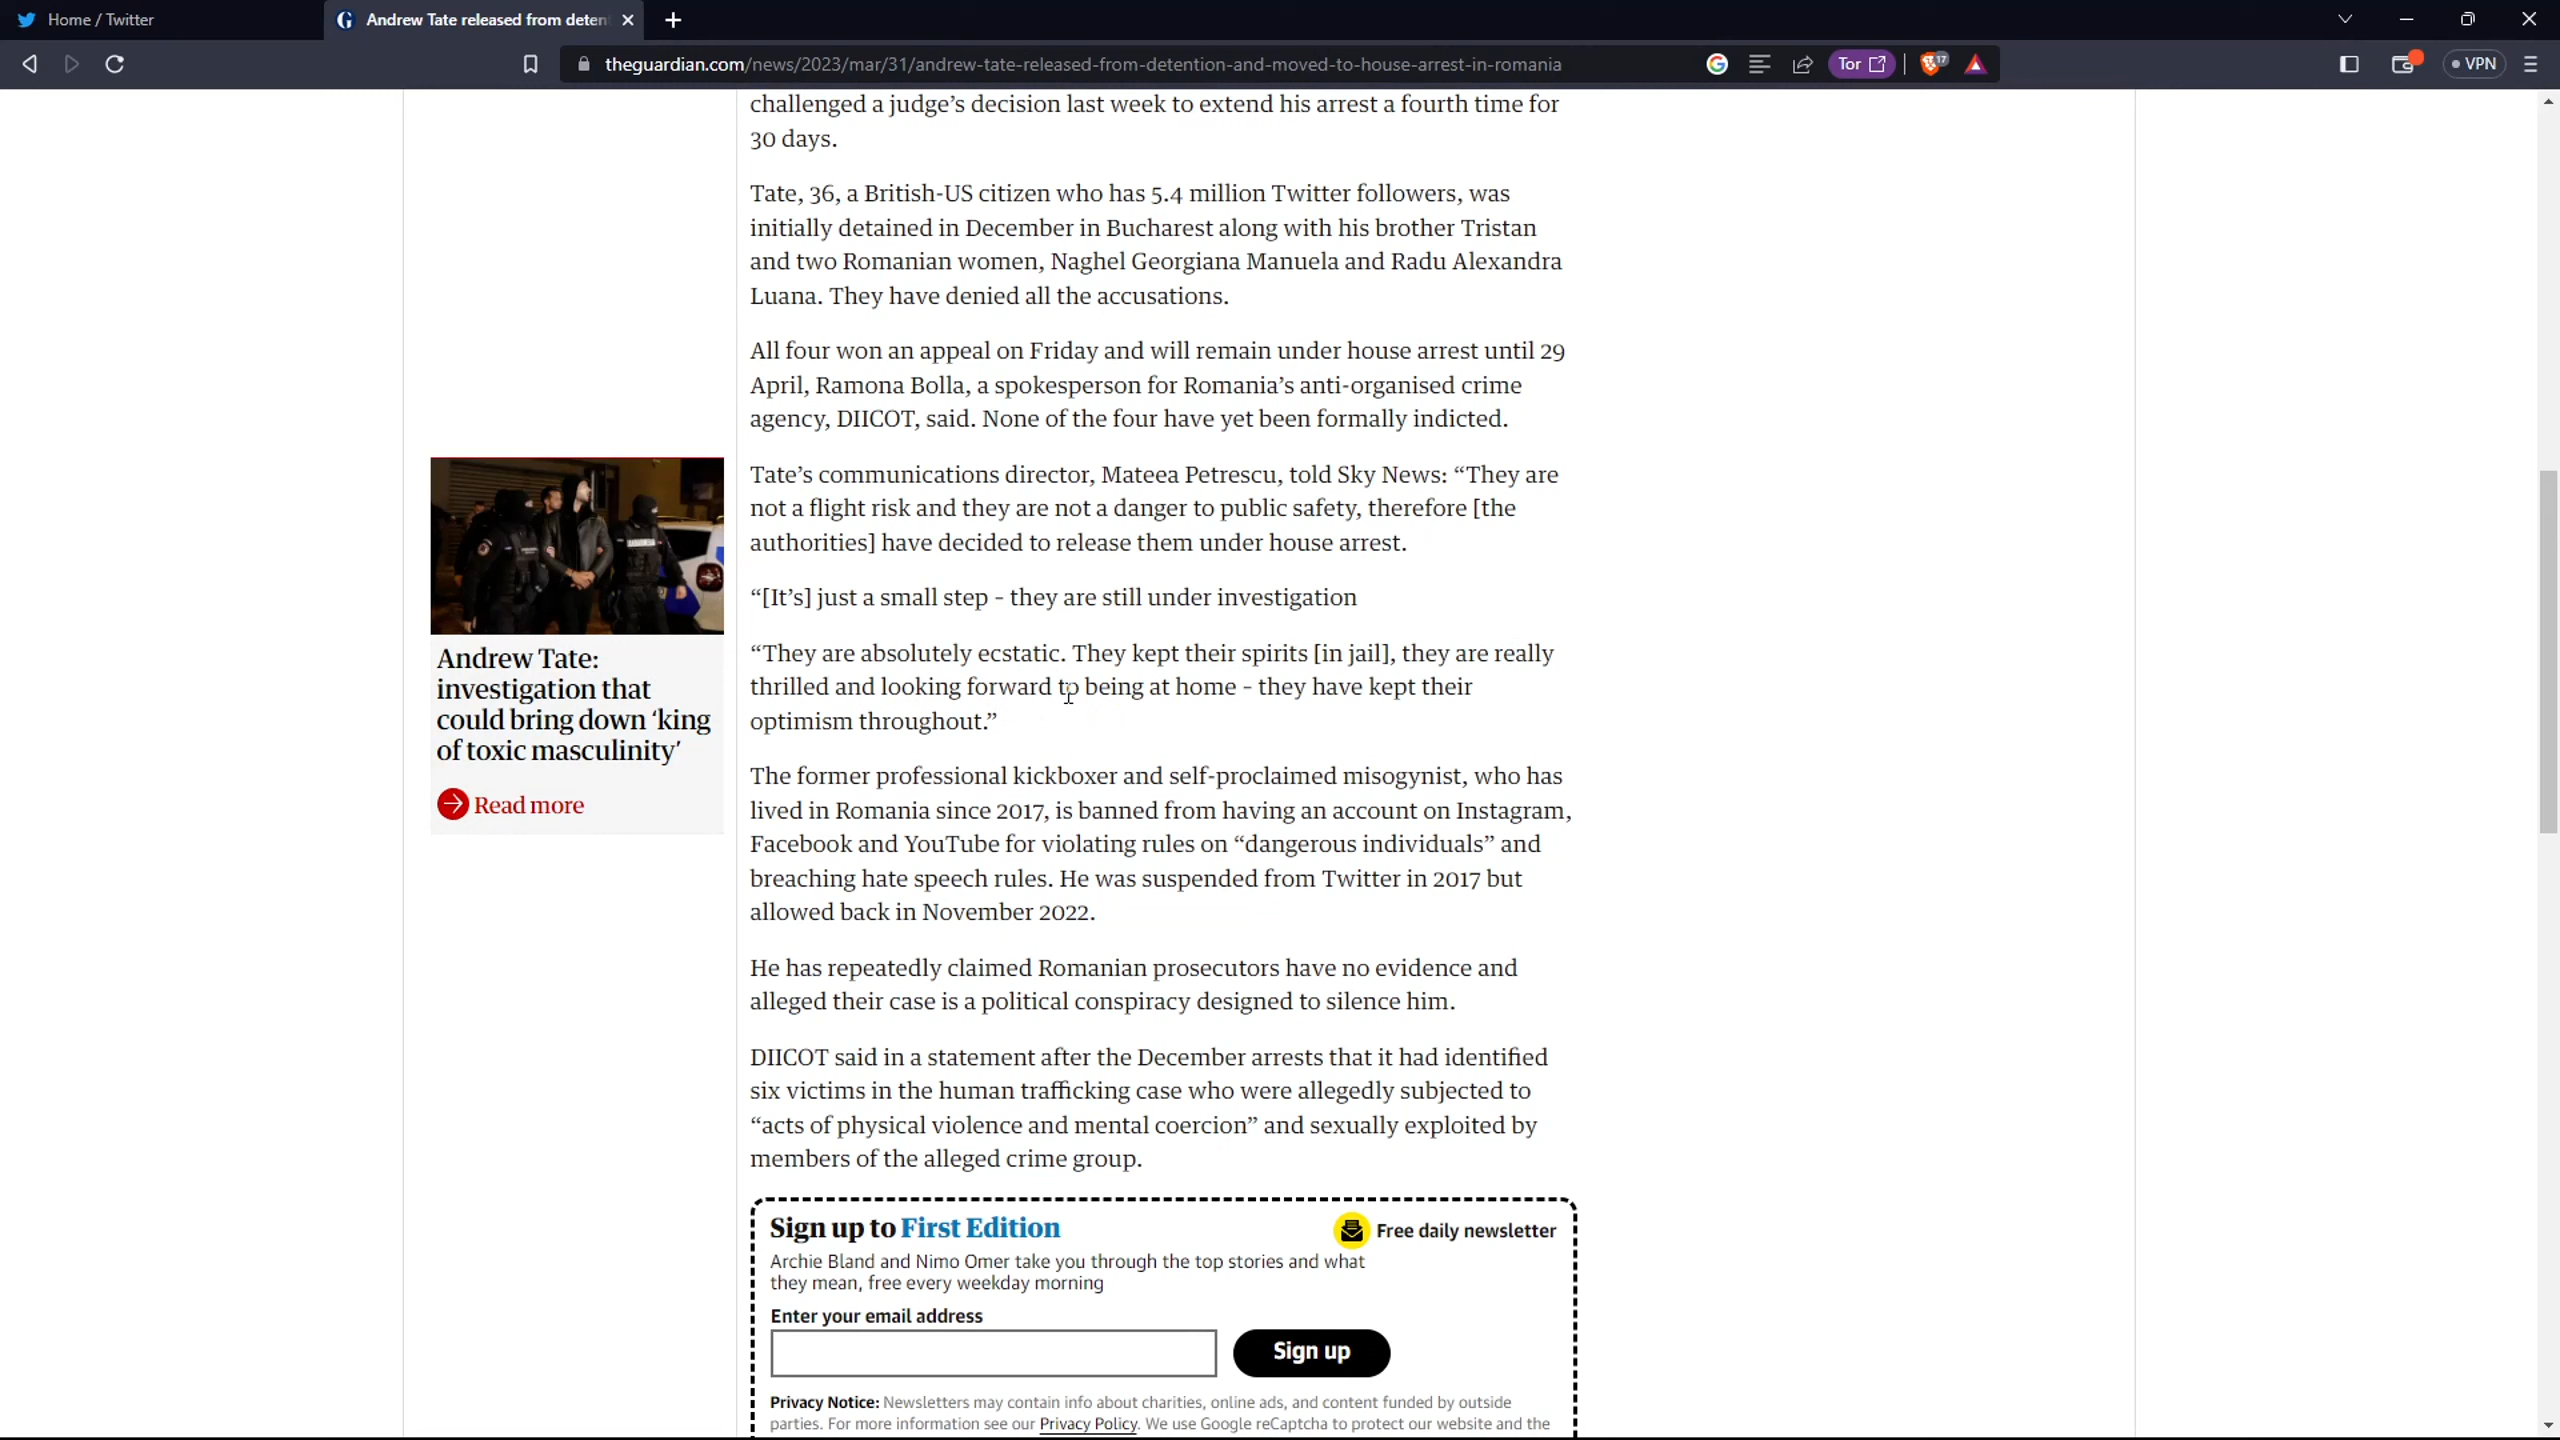 Home / Twitter
Andrew Tate released from deten
theguardian.com/news/2023/mar/31/andrew-tate-released-from-detention-and-moved-to-house-arrest-in-romania
Tor
17
VPN
challenged a judge’s decision last week to extend his arrest a fourth time for
30 days.
Tate, 36, a British-US citizen who has 5.4 million Twitter followers, was
initially detained in December in Bucharest along with his brother Tristan
and two Romanian women, Naghel Georgiana Manuela and Radu Alexandra
Luana. They have denied all the accusations.
All four won an appeal on Friday and will remain under house arrest until 29
April, Ramona Bolla, a spokesperson for Romania’s anti-organised crime
agency, DIICOT, said. None of the four have yet been formally indicted.
Tate’s communications director, Mateea Petrescu, told Sky News: “They are
not a flight risk and they are not a danger to public safety, therefore [the
authorities] have decided to release them under house arrest.
“[It’s] just a small step – they are still under investigation
“They are absolutely ecstatic. They kept their spirits [in jail], they are really
thrilled and looking forward to being at home – they have kept their
optimism throughout.”
Andrew Tate:
investigation that
could bring down ‘king
of toxic masculinity’
Read more
The former professional kickboxer and self-proclaimed misogynist, who has
lived in Romania since 2017, is banned from having an account on Instagram,
Facebook and YouTube for violating rules on “dangerous individuals” and
breaching hate speech rules. He was suspended from Twitter in 2017 but
allowed back in November 2022.
He has repeatedly claimed Romanian prosecutors have no evidence and
alleged their case is a political conspiracy designed to silence him.
DIICOT said in a statement after the December arrests that it had identified
six victims in the human trafficking case who were allegedly subjected to
“acts of physical violence and mental coercion” and sexually exploited by
members of the alleged crime group.
Sign up to First Edition
Free daily newsletter
Archie Bland and Nimo Omer take you through the top stories and what
they mean, free every weekday morning
Enter your email address
Sign up
Privacy Notice: Newsletters may contain info about charities, online ads, and content funded by outside
parties. For more information see our Privacy Policy. We use Google reCaptcha to protect our website and the